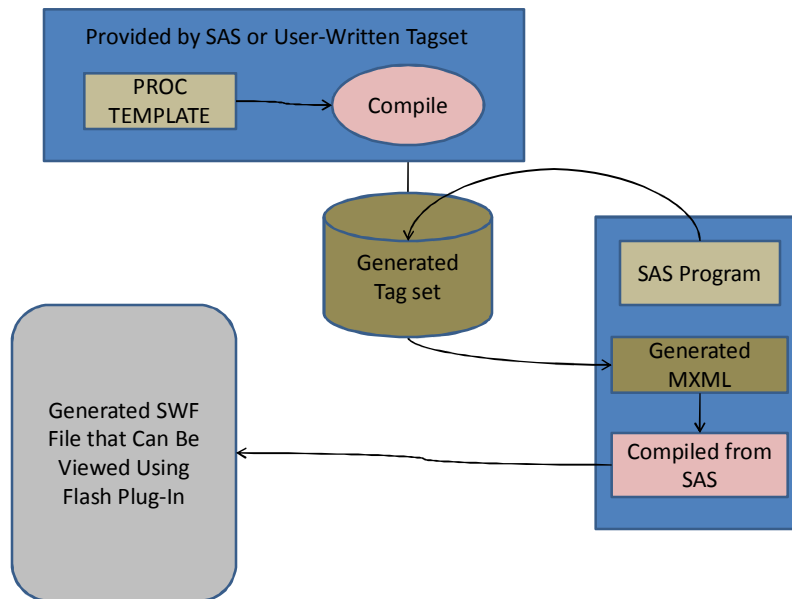 Provided by SAS or User-Written Tagset
PROC
TEMPLATE
Compile
Generated
Tag set
SAS Program
Generated
MXML
Compiled from
SAS
Generated SWF
File that Can Be
Viewed Using
Flash Plug-In